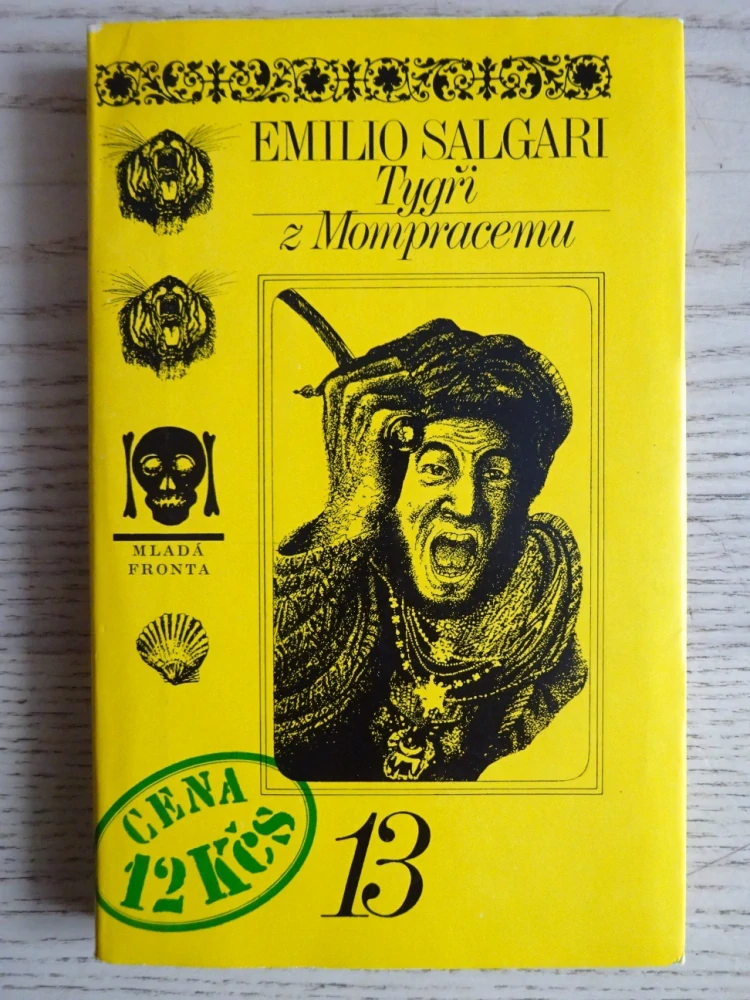 EMILIO SALGARI
Tygři
z Mompracemu
MLADÁ
FRONTA
CENA
12 Kčs
13